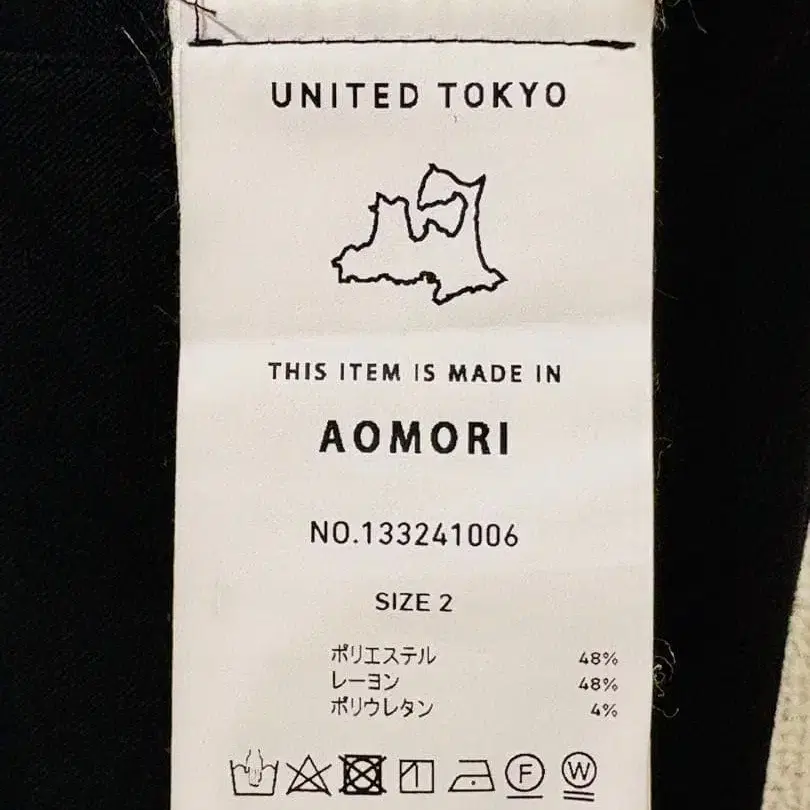 UNITED TOKYO
THIS ITEM IS MADE IN
AOMORI
NO.133241006
SIZE 2
ポリエステル 48%
レーヨン 48%
ポリウレタン 4%
F W